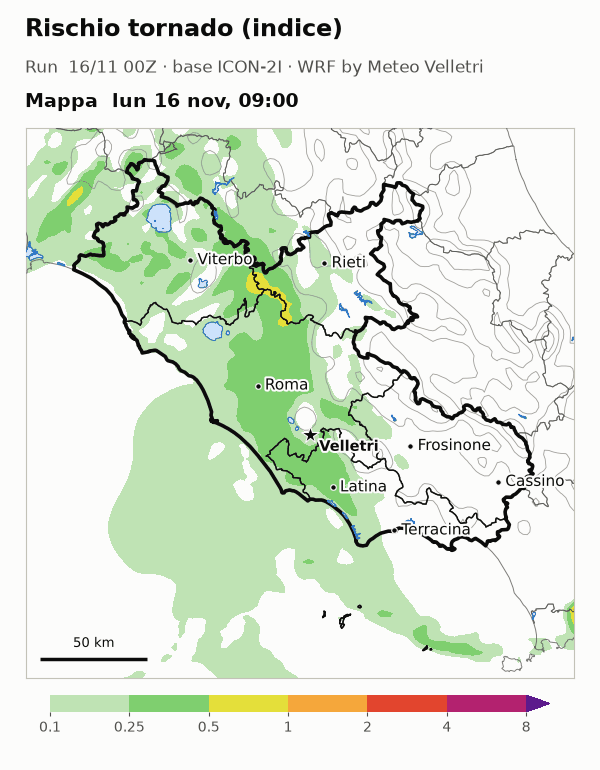 Rischio tornado (indice)
Run 16/11 00Z · base ICON-2I · WRF by Meteo Velletri
Mappa lun 16 nov, 09:00
Viterbo
Rieti
Roma
Velletri
Frosinone
Cassino
Latina
Terracina
50 km
0.1 0.25 0.5 1 2 4 8